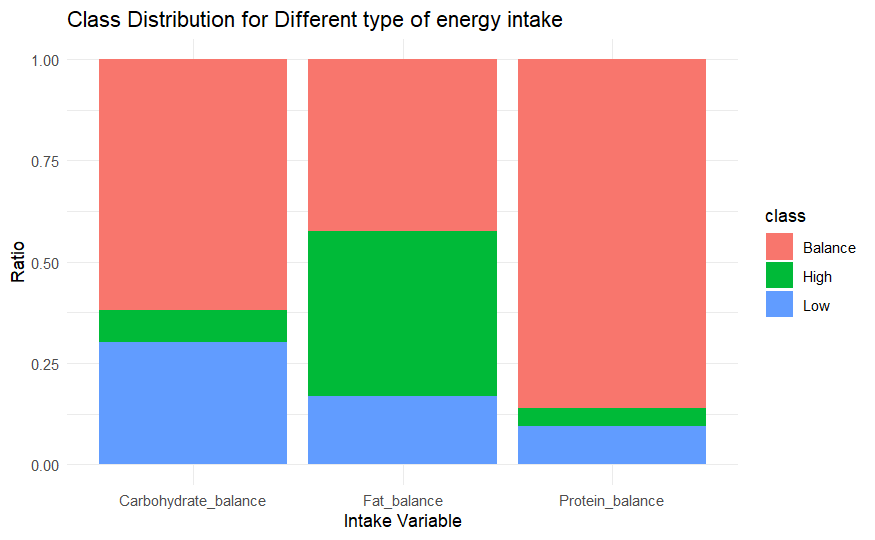 Class Distribution for Different type of energy intake
Ratio
1.00
0.75
0.50
0.25
0.00
Carbohydrate_balance Fat_balance Protein_balance
Intake Variable
class
Balance
High
Low